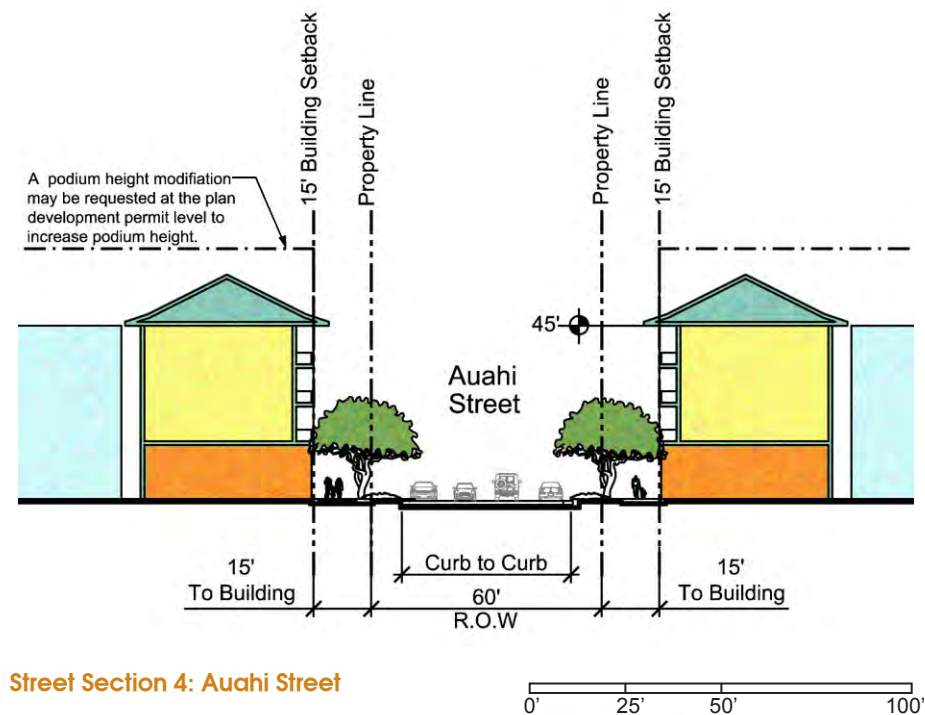 15' Building Setback
Property Line
Property Line
15' Building Setback
A podium height modifiation
may be requested at the plan
development permit level to
increase podium height.
45'
Auahi
Street
15'
To Building
Curb to Curb
60'
R.O.W
15'
To Building
Street Section 4: Auahi Street
0' 25' 50' 100'